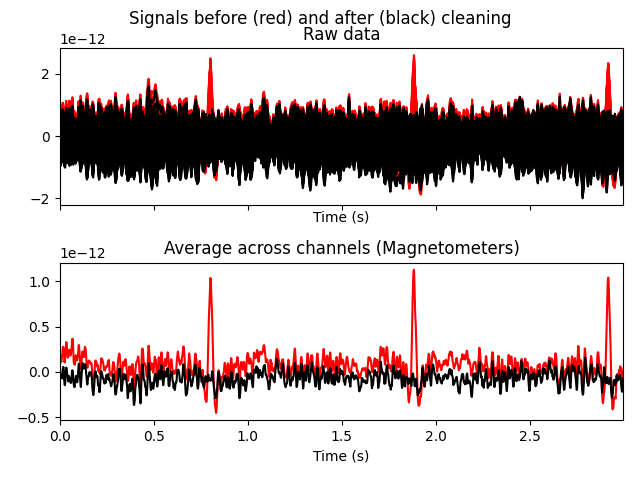 Signals before (red) and after (black) cleaning
Raw data
1e−12
2
0
−2
Time (s)
1e−12
Average across channels (Magnetometers)
1.0
0.5
0.0
−0.5
0.0 0.5 1.0 1.5 2.0 2.5
Time (s)